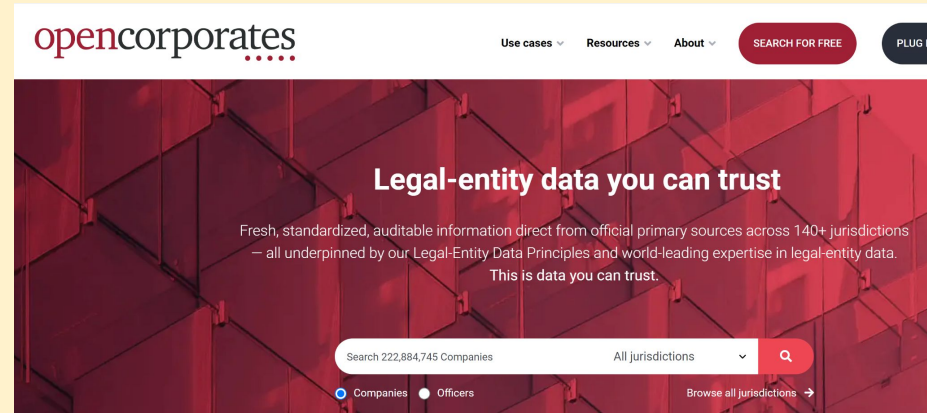 opencorporates
Use cases Resources About SEARCH FOR FREE PLUG
Legal-entity data you can trust
Fresh, standardized, auditable information direct from official primary sources across 140+ jurisdictions
— all underpinned by our Legal-Entity Data Principles and world-leading expertise in legal-entity data.
This is data you can trust.
Search 222,884,745 Companies All jurisdictions
Companies Officers Browse all jurisdictions →